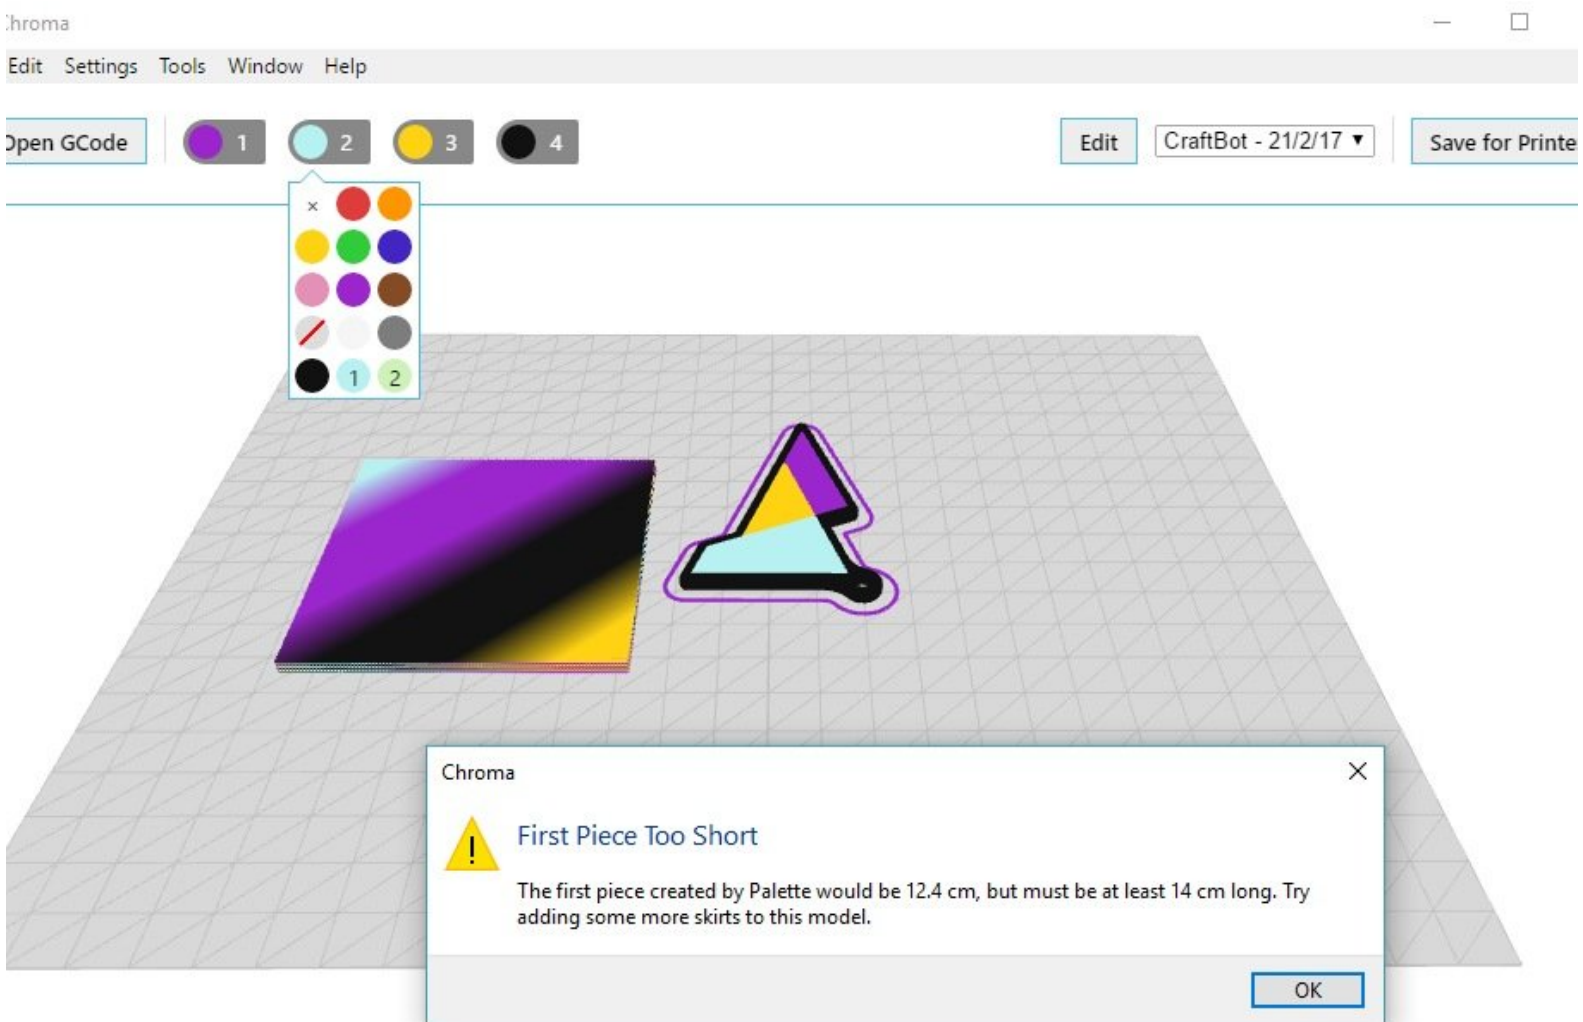 Chroma
Edit Settings Tools Window Help
Open GCode 1 2 3 4 Edit CraftBot - 21/2/17 ▼ Save for Printe
×
1 2
Chroma
First Piece Too Short
The first piece created by Palette would be 12.4 cm, but must be at least 14 cm long. Try
adding some more skirts to this model.
OK